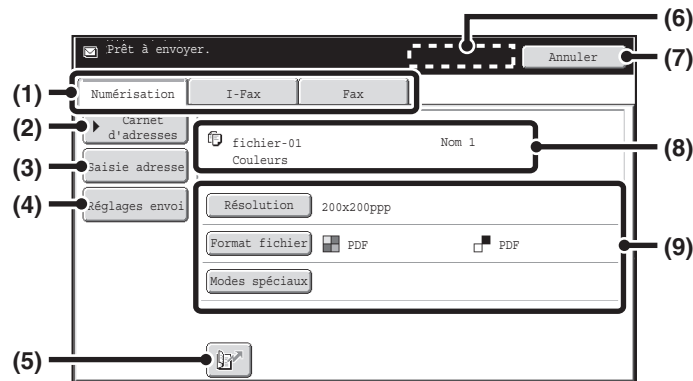 (6)
Prêt à envoyer.
Annuler
(7)
(1)
Numérisation
I-Fax
Fax
(2)
Carnet
d'adresses
(3)
Saisie adresse
(4)
Réglages envoi
fichier-01
Nom 1
Couleurs
(8)
Résolution
200x200ppp
Format fichier
PDF
PDF
(9)
Modes spéciaux
(5)